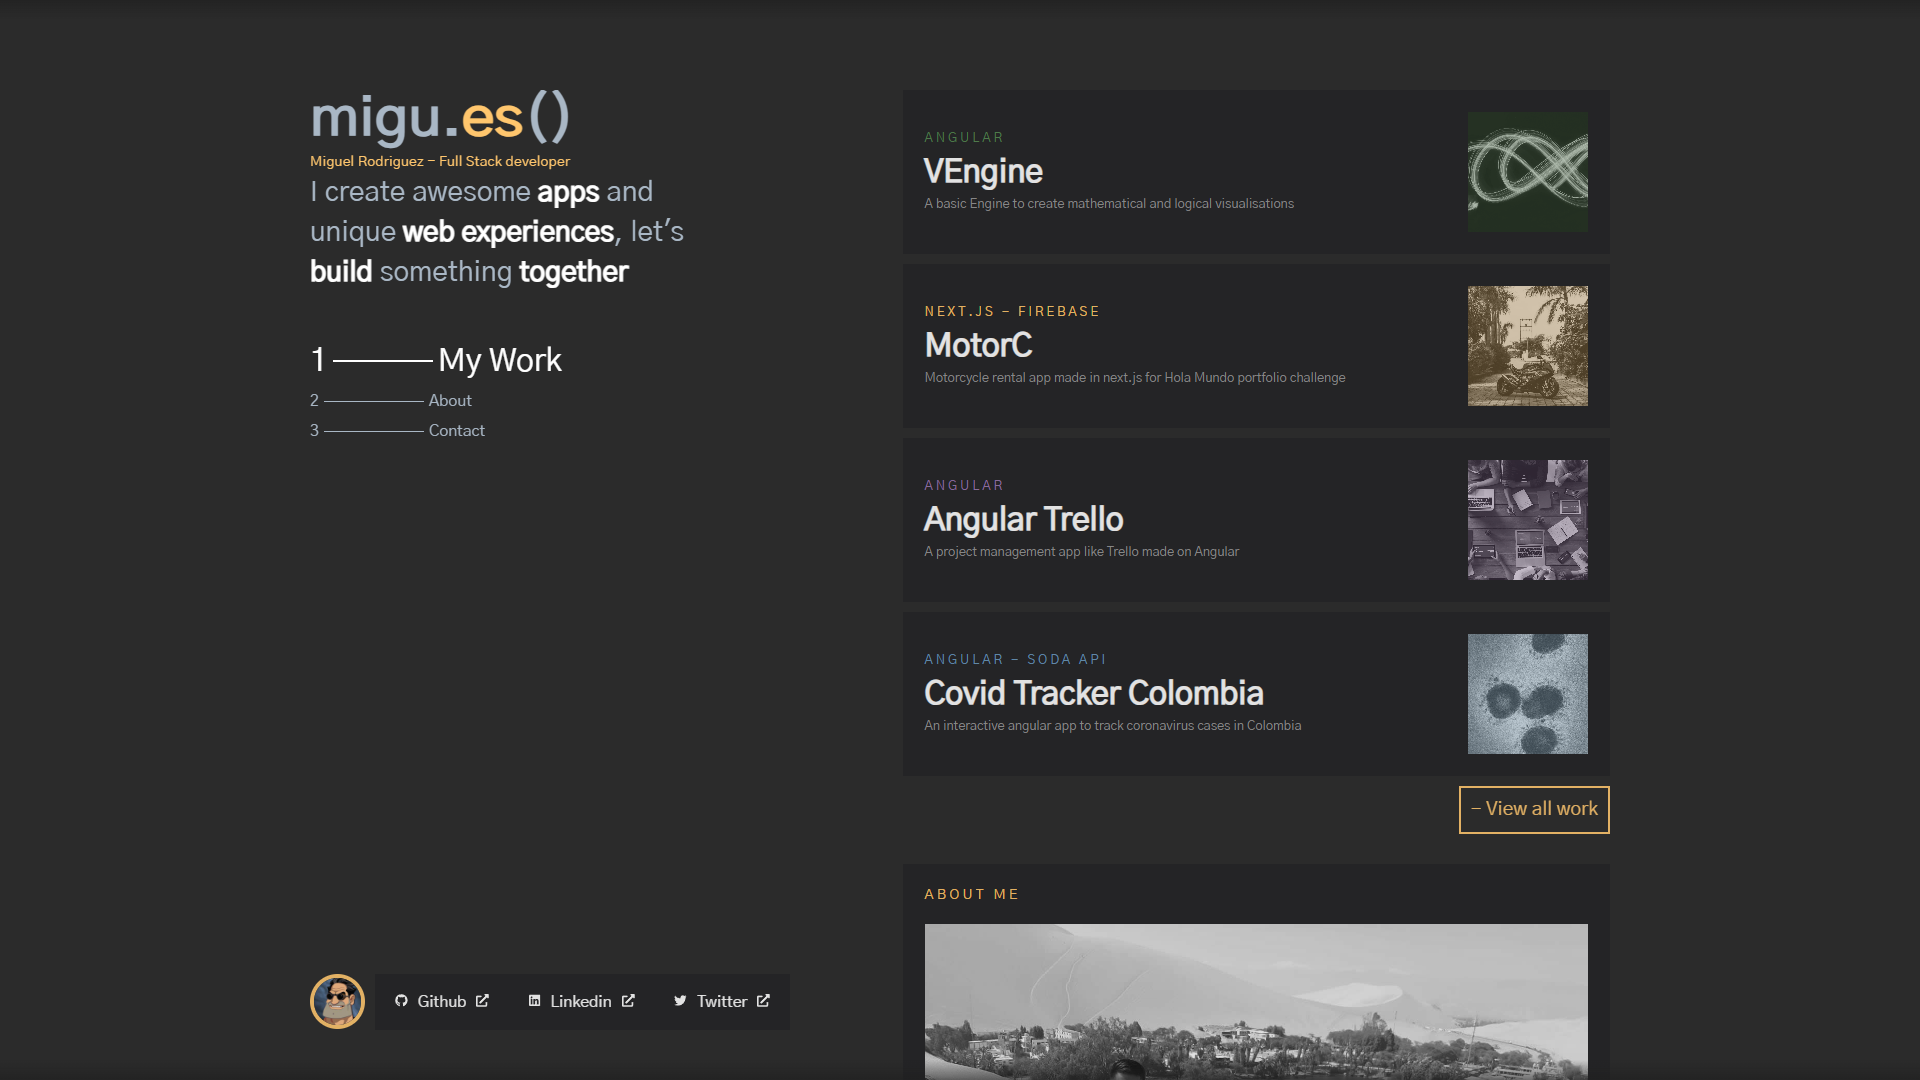 migu.es()
Miguel Rodriguez – Full Stack developer
I create awesome apps and
unique web experiences, let's
build something together
1 My Work
2 About
3 Contact
Github
Linkedin
Twitter
ANGULAR
VEngine
A basic Engine to create mathematical and logical visualisations
NEXT.JS – FIREBASE
MotorC
Motorcycle rental app made in next.js for Hola Mundo portfolio challenge
ANGULAR
Angular Trello
A project management app like Trello made on Angular
ANGULAR – SODA API
Covid Tracker Colombia
An interactive angular app to track coronavirus cases in Colombia
– View all work
ABOUT ME